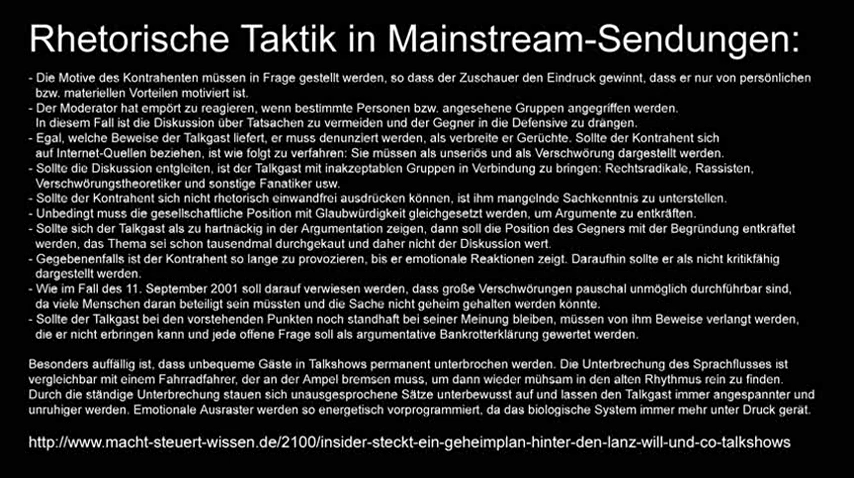 Rhetorische Taktik in Mainstream-Sendungen:
- Die Motive des Kontrahenten müssen in Frage gestellt werden, so dass der Zuschauer den Eindruck gewinnt, dass er nur von persönlichen
bzw. materiellen Vorteilen motiviert ist.
- Der Moderator hat empört zu reagieren, wenn bestimmte Personen bzw. angesehene Gruppen angegriffen werden.
In diesem Fall ist die Diskussion über Tatsachen zu vermeiden und der Gegner in die Defensive zu drängen.
- Egal, welche Beweise der Talkgast liefert, er muss denunziert werden, als verbreite er Gerüchte. Sollte der Kontrahent sich
auf Internet-Quellen beziehen, ist wie folgt zu verfahren: Sie müssen als unseriös und als Verschwörung dargestellt werden.
- Sollte die Diskussion entgleiten, ist der Talkgast mit inakzeptablen Gruppen in Verbindung zu bringen: Rechtsradikale, Rassisten,
Verschwörungstheoretiker und sonstige Fanatiker usw.
- Sollte der Kontrahent sich nicht rhetorisch einwandfrei ausdrücken können, ist ihm mangelnde Sachkenntnis zu unterstellen.
- Unbedingt muss die gesellschaftliche Position mit Glaubwürdigkeit gleichgesetzt werden, um Argumente zu entkräften.
- Sollte sich der Talkgast als zu hartnäckig in der Argumentation zeigen, dann soll die Position des Gegners mit der Begründung entkräftet
werden, das Thema sei schon tausendmal durchgekaut und daher nicht der Diskussion wert.
- Gegebenenfalls ist der Kontrahent so lange zu provozieren, bis er emotionale Reaktionen zeigt. Daraufhin sollte er als nicht kritikfähig
dargestellt werden.
- Wie im Fall des 11. September 2001 soll darauf verwiesen werden, dass große Verschwörungen pauschal unmöglich durchführbar sind,
da viele Menschen daran beteiligt sein müssten und die Sache nicht geheim gehalten werden könnte.
- Sollte der Talkgast bei den vorstehenden Punkten noch standhaft bei seiner Meinung bleiben, müssen von ihm Beweise verlangt werden,
die er nicht erbringen kann und jede offene Frage soll als argumentative Bankrotterklärung gewertet werden.
Besonders auffällig ist, dass unbequeme Gäste in Talkshows permanent unterbrochen werden. Die Unterbrechung des Sprachflusses ist
vergleichbar mit einem Fahrradfahrer, der an der Ampel bremsen muss, um dann wieder mühsam in den alten Rhythmus rein zu finden.
Durch die ständige Unterbrechung stauen sich unausgesprochene Sätze unterbewusst auf und lassen den Talkgast immer angespannter und
unruhiger werden. Emotionale Ausraster werden so energetisch vorprogrammiert, da das biologische System immer mehr unter Druck gerät.
http://www.macht-steuert-wissen.de/2100/insider-steckt-ein-geheimplan-hinter-den-lanz-will-und-co-talkshows